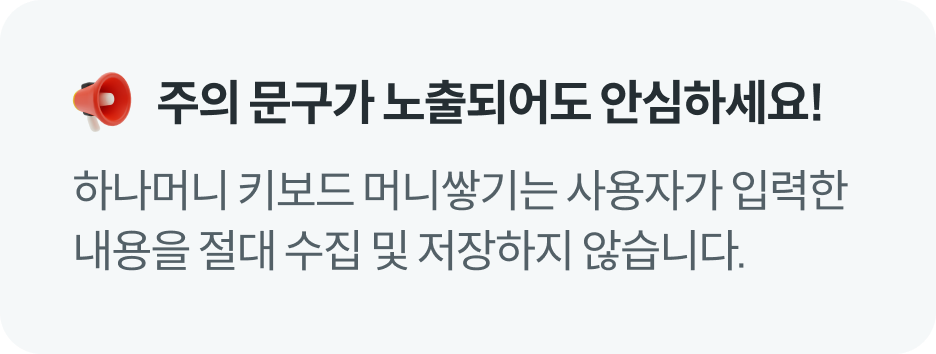 주의 문구가 노출되어도 안심하세요!
하나머니 키보드 머니쌓기는 사용자가 입력한
내용을 절대 수집 및 저장하지 않습니다.